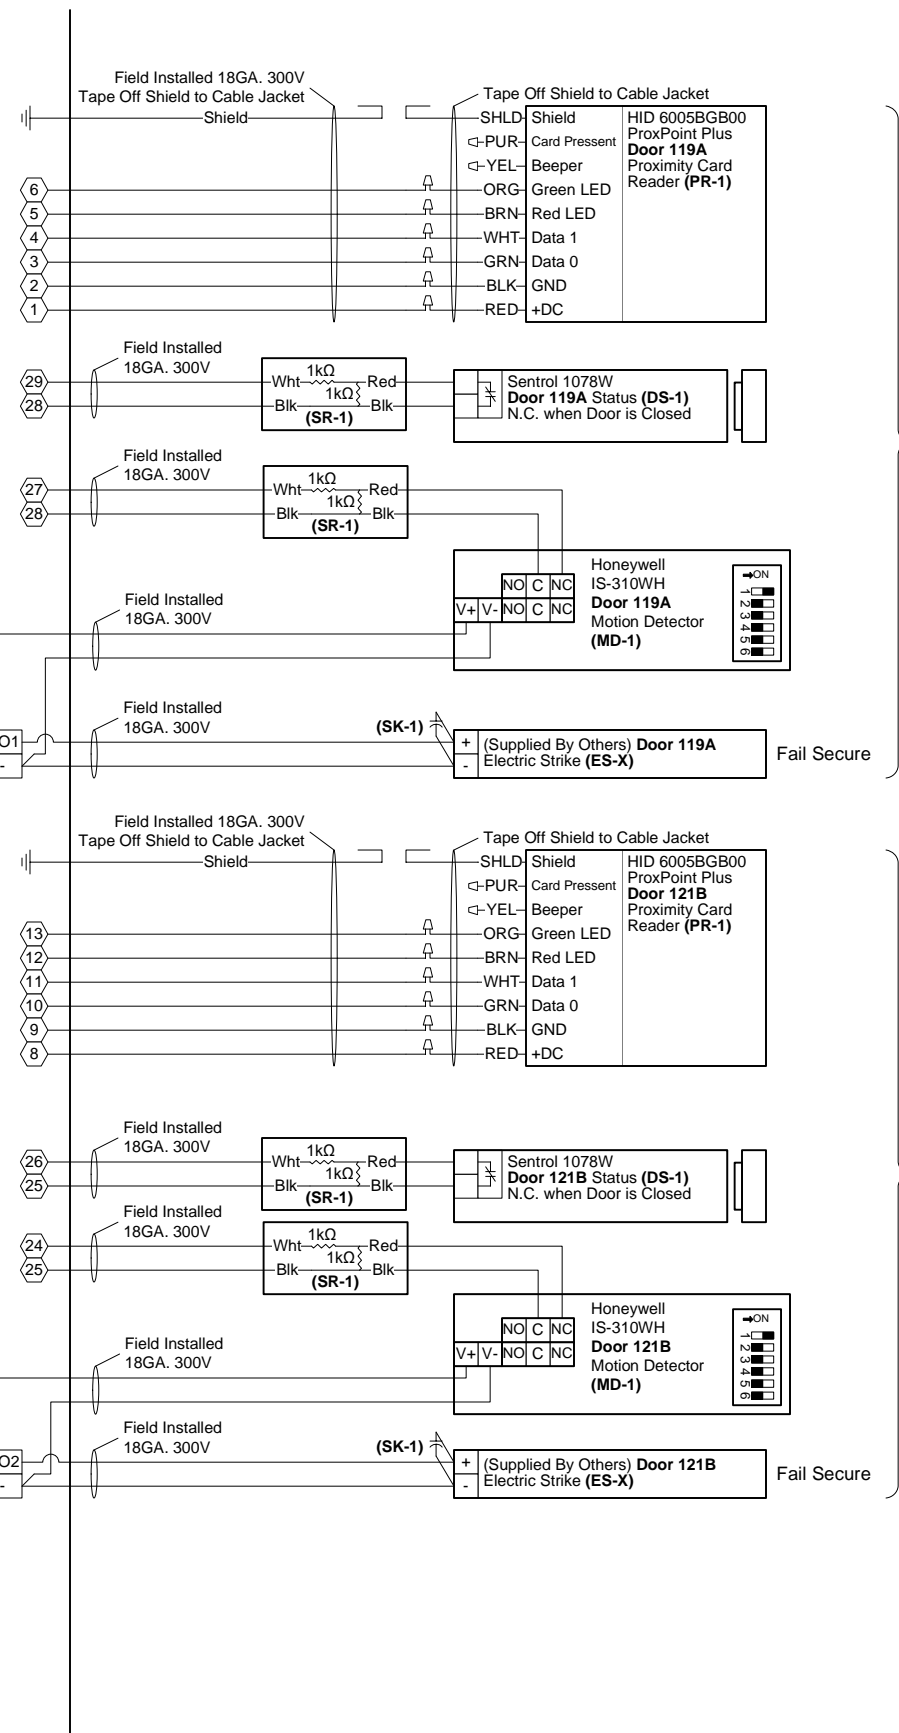 Field Installed 18GA. 300V
Tape Off Shield to Cable Jacket
Shield
Tape Off Shield to Cable Jacket
SHLD Shield
PUR Card Pressent
YEL Beeper
6 ORG Green LED
5 BRN Red LED
4 WHT Data 1
3 GRN Data 0
2 BLK GND
1 RED +DC
HID 6005BGB00
ProxPoint Plus
Door 119A
Proximity Card
Reader (PR-1)
Field Installed
18GA. 300V
29 Wht 1kΩ Red
28 Blk 1kΩ Blk
(SR-1)
Sentrol 1078W
Door 119A Status (DS-1)
N.C. when Door is Closed
Field Installed
18GA. 300V
27 Wht 1kΩ Red
28 Blk 1kΩ Blk
(SR-1)
Honeywell
IS-310WH
Door 119A
Motion Detector
(MD-1)
NO C NC
V+ V- NO C NC
ON
1
2
3
4
5
6
Field Installed
18GA. 300V
Field Installed
18GA. 300V
(SK-1)
O1 + (Supplied By Others) Door 119A
- - Electric Strike (ES-X)
Fail Secure
Field Installed 18GA. 300V
Tape Off Shield to Cable Jacket
Shield
Tape Off Shield to Cable Jacket
SHLD Shield
PUR Card Pressent
YEL Beeper
13 ORG Green LED
12 BRN Red LED
11 WHT Data 1
10 GRN Data 0
9 BLK GND
8 RED +DC
HID 6005BGB00
ProxPoint Plus
Door 121B
Proximity Card
Reader (PR-1)
Field Installed
18GA. 300V
26 Wht 1kΩ Red
25 Blk 1kΩ Blk
(SR-1)
Sentrol 1078W
Door 121B Status (DS-1)
N.C. when Door is Closed
Field Installed
18GA. 300V
24 Wht 1kΩ Red
25 Blk 1kΩ Blk
(SR-1)
Honeywell
IS-310WH
Door 121B
Motion Detector
(MD-1)
NO C NC
V+ V- NO C NC
ON
1
2
3
4
5
6
Field Installed
18GA. 300V
Field Installed
18GA. 300V
(SK-1)
O2 + (Supplied By Others) Door 121B
- - Electric Strike (ES-X)
Fail Secure